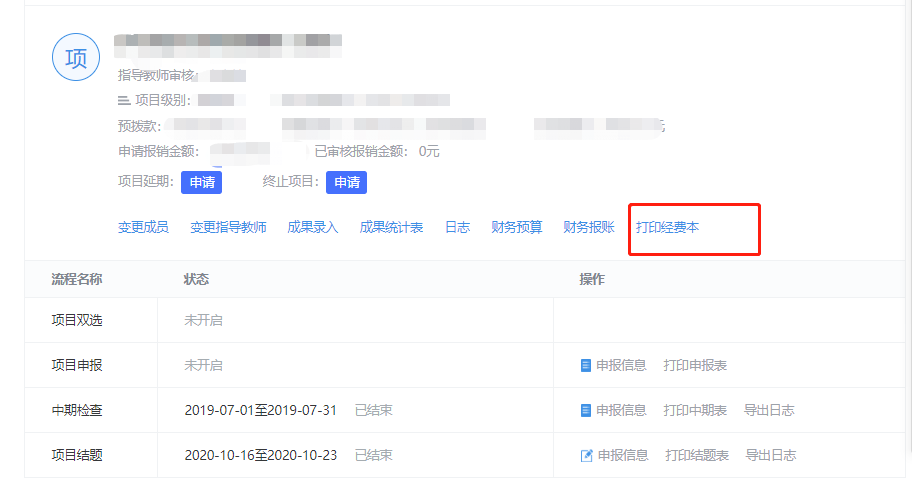 项
指导教师审核:
项目级别:
预拨款: 元
申请报销金额: 已审核报销金额: 0元
项目延期: 申请 终止项目: 申请
变更成员 变更指导教师 成果录入 成果统计表 日志 财务预算 财务报账 打印经费本
流程名称 状态 操作
项目双选 未开启
项目申报 未开启 申报信息 打印申报表
中期检查 2019-07-01至2019-07-31 已结束 申报信息 打印中期表 导出日志
项目结题 2020-10-16至2020-10-23 已结束 申报信息 打印结题表 导出日志